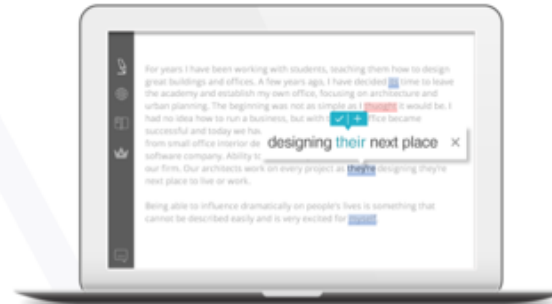 For years I have been working with students, teaching them how to design
great buildings and offices. A few years ago, I have decided to time to leave
the academy and establish my own office, focusing on architecture and
urban planning. The beginning was not as simple as I thought it would be. I
had no idea how to run a business, but with office became
successful and today we
designing their next place ×
from small office interior
software company. Ability
our firm. Our architects work on every project as they're designing they're
next place to live or work.
Being able to influence dramatically on people's lives is something that
cannot be described easily and is very excited for myself.